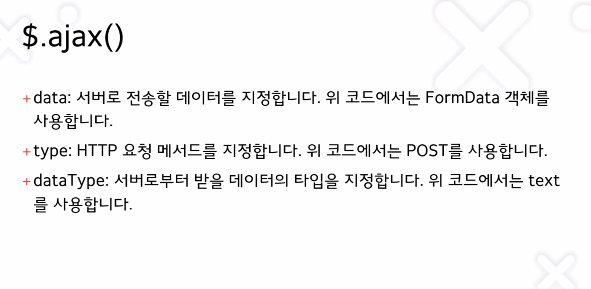 $.ajax()
+data: 서버로 전송할 데이터를 지정합니다. 위 코드에서는 FormData 객체를
사용합니다.
+type: HTTP 요청 메서드를 지정합니다. 위 코드에서는 POST를 사용합니다.
+dataType: 서버로부터 받을 데이터의 타입을 지정합니다. 위 코드에서는 text
를 사용합니다.